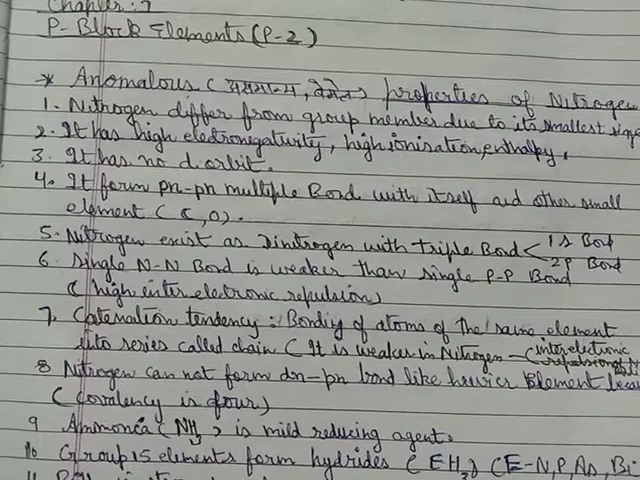 Chapter: 7
P-Block Elements (P-2)
* Anomalous (असामान्य, बेमेल) properties of Nitrogen
1. Nitrogen differ from group member due to its smallest size
2. It has high electronegativity, high ionisation enthalpy,
3. It has no d orbit.
4. It form pπ-pπ multiple Bond with itself and other small
element (C, O).
5. Nitrogen exist as Dinitrogen with triple Bond < 1 s Bond
2 p Bond
6. Single N-N Bond is weaker than single P-P Bond
(high inter electronic repulsion)
7. Catenation tendency: Bonding of atoms of the same element
into series called chain (It is weaker in Nitrogen - (inter electronic
repulsion
8 Nitrogen can not form dπ-pπ bond like heavier Element
(covalency is four)
9 Ammonia (NH3) is mild reducing agent.
10 Group 15 elements form hydrides (EH3) (E-N, P, As, Bi
11